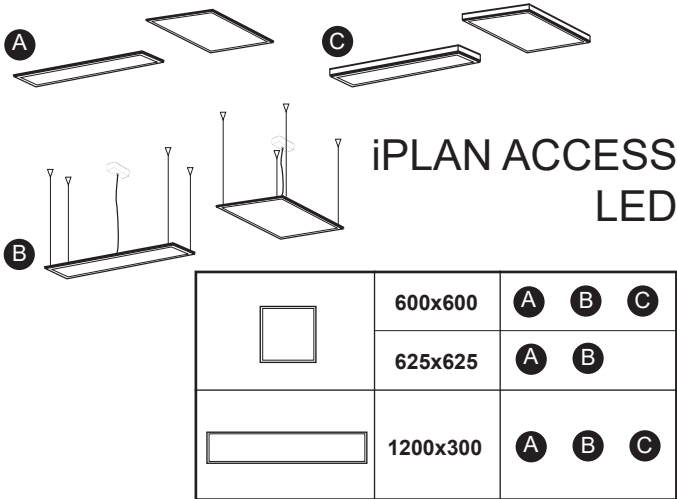 A
C
iPLAN ACCESS
LED
B
600x600 A B C
625x625 A B
1200x300 A B C